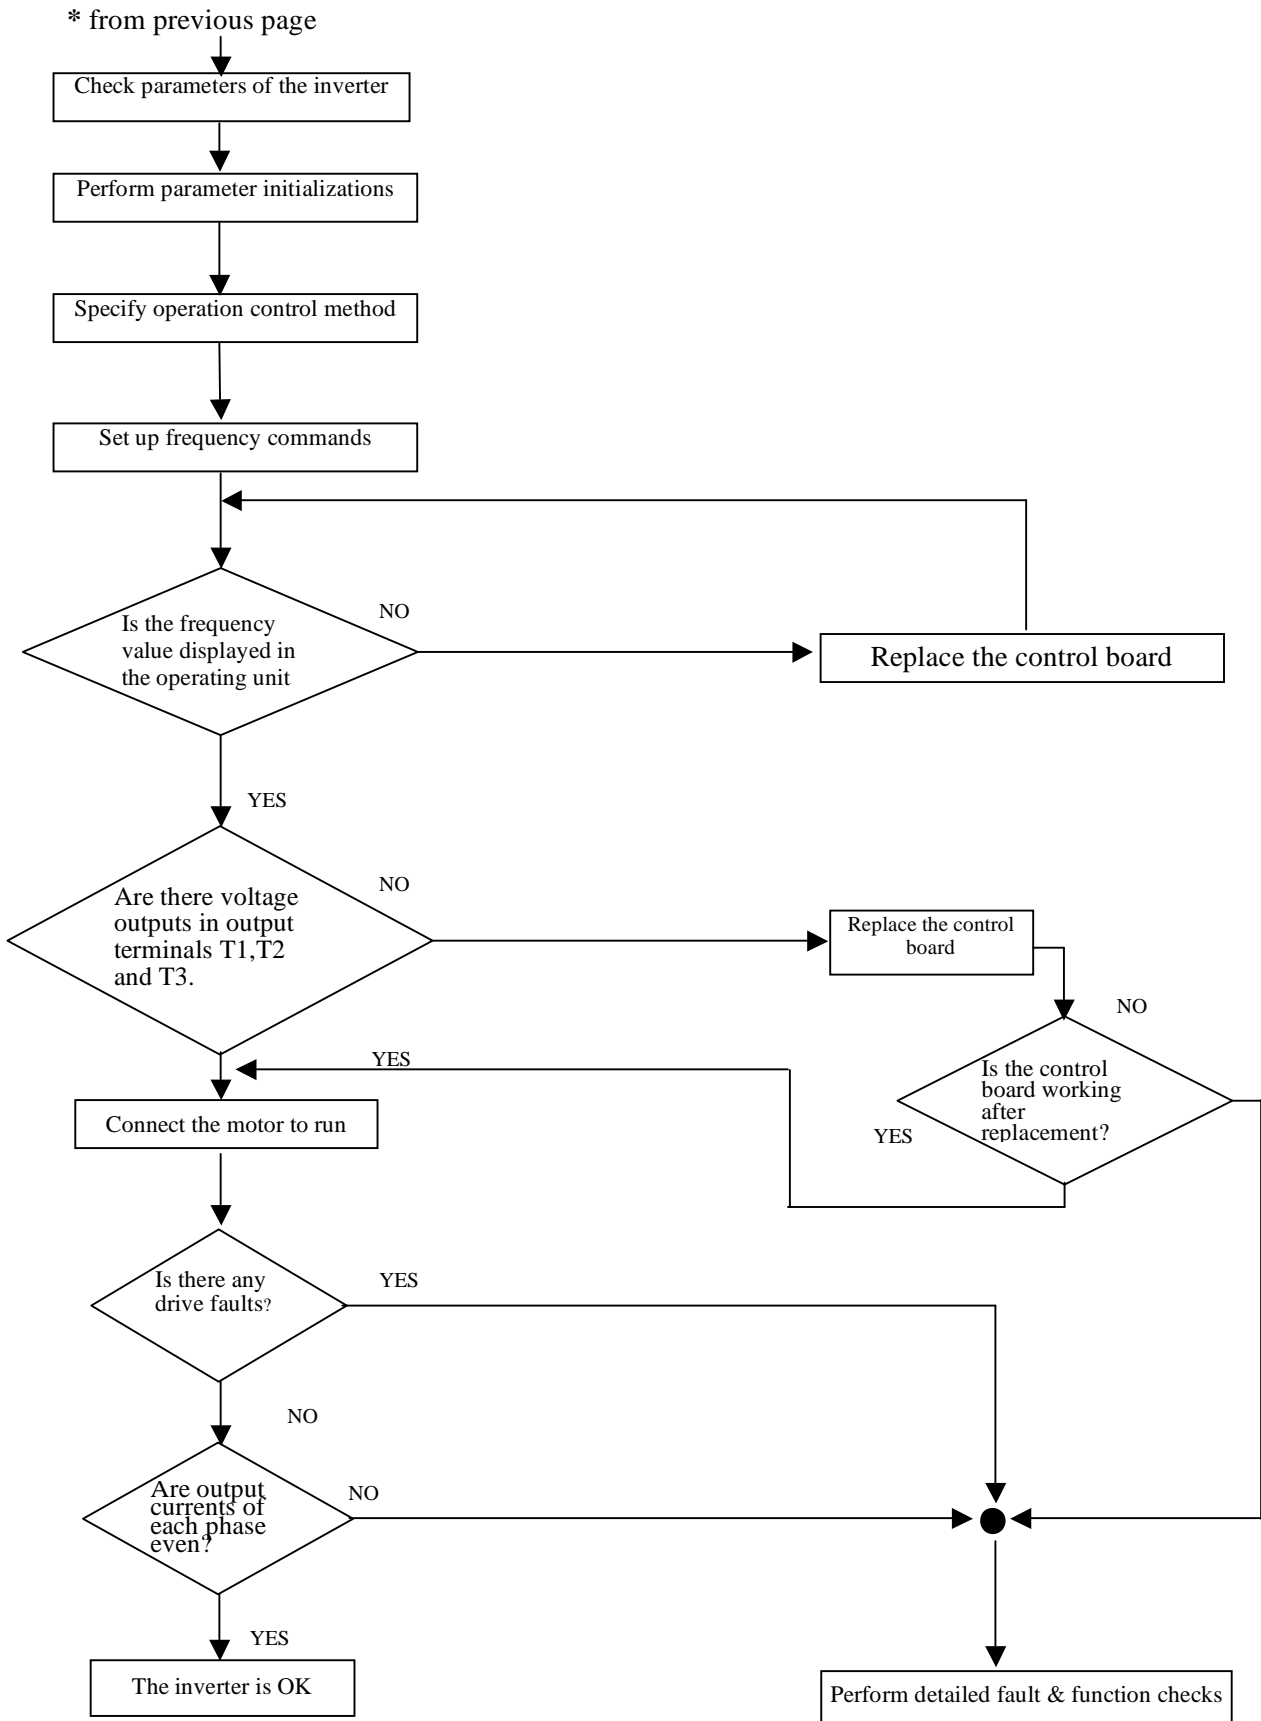 * from previous page
Check parameters of the inverter
Perform parameter initializations
Specify operation control method
Set up frequency commands
NO
Is the frequency
value displayed in
the operating unit
Replace the control board
YES
NO
Are there voltage
outputs in output
terminals T1,T2
and T3.
Replace the control
board
NO
YES
Is the control
board working
after
replacement?
YES
Connect the motor to run
YES
Is there any
drive faults?
NO
Are output
currents of
each phase
even?
NO
YES
The inverter is OK
Perform detailed fault & function checks